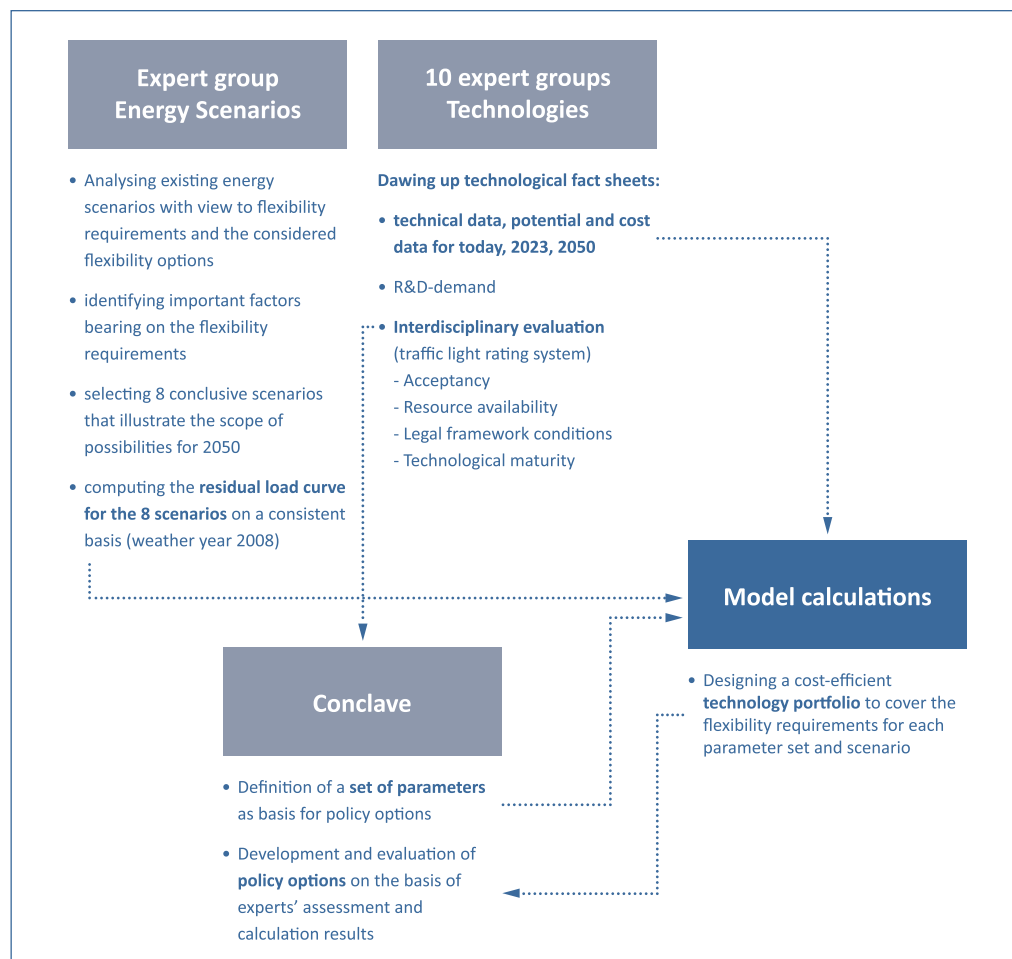 Expert group
Energy Scenarios
• Analysing existing energy
scenarios with view to flexibility
requirements and the considered
flexibility options
• identifying important factors
bearing on the flexibility
requirements
• selecting 8 conclusive scenarios
that illustrate the scope of
possibilities for 2050
• computing the residual load curve
for the 8 scenarios on a consistent
basis (weather year 2008)
10 expert groups
Technologies
Dawing up technological fact sheets:
• technical data, potential and cost
data for today, 2023, 2050
• R&D-demand
• Interdisciplinary evaluation
(traffic light rating system)
- Acceptancy
- Resource availability
- Legal framework conditions
- Technological maturity
Model calculations
• Designing a cost-efficient
technology portfolio to cover the
flexibility requirements for each
parameter set and scenario
Conclave
• Definition of a set of parameters
as basis for policy options
• Development and evaluation of
policy options on the basis of
experts’ assessment and
calculation results